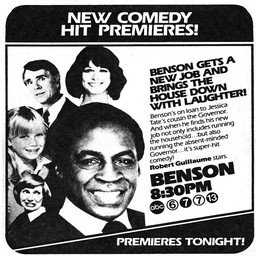 NEW COMEDY
HIT PREMIERES!
BENSON GETS A
NEW JOB AND
BRINGS THE
HOUSE DOWN
WITH LAUGHTER!
Benson's on loan to Jessica
Tate's cousin the Governor.
And when he finds his new
job not only includes running
the household...but also
running the absent-minded
Governor...it's super-hit
comedy!
Robert Guillaume stars.
BENSON
8:30PM
abc 6 7 7 13
PREMIERES TONIGHT!